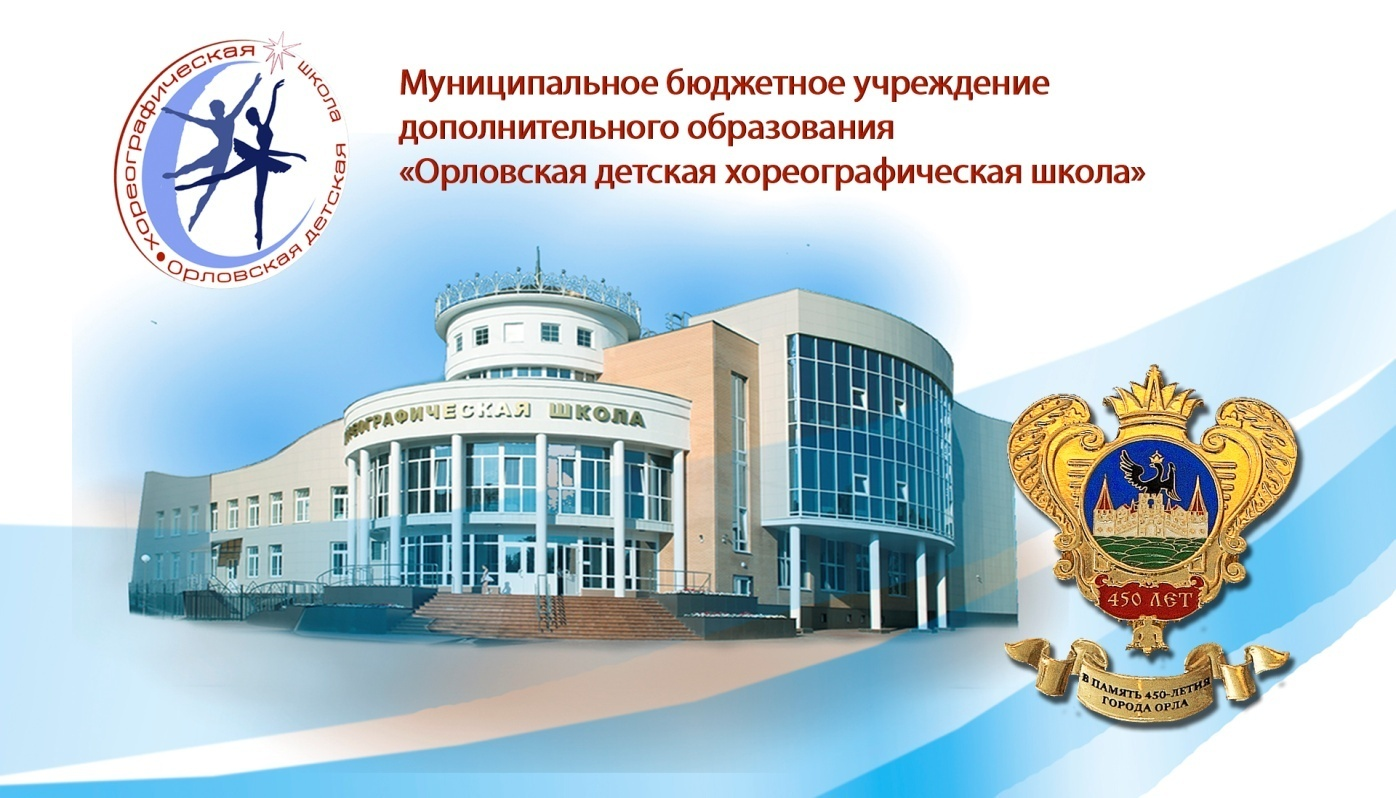 хореографическая школа
• Орловская детская
Муниципальное бюджетное учреждение
дополнительного образования
«Орловская детская хореографическая школа»
РЕОГРАФИЧЕСКАЯ ШКОЛА
450 ЛЕТ
В ПАМЯТЬ 450-ЛЕТИЯ
ГОРОДА ОРЛА